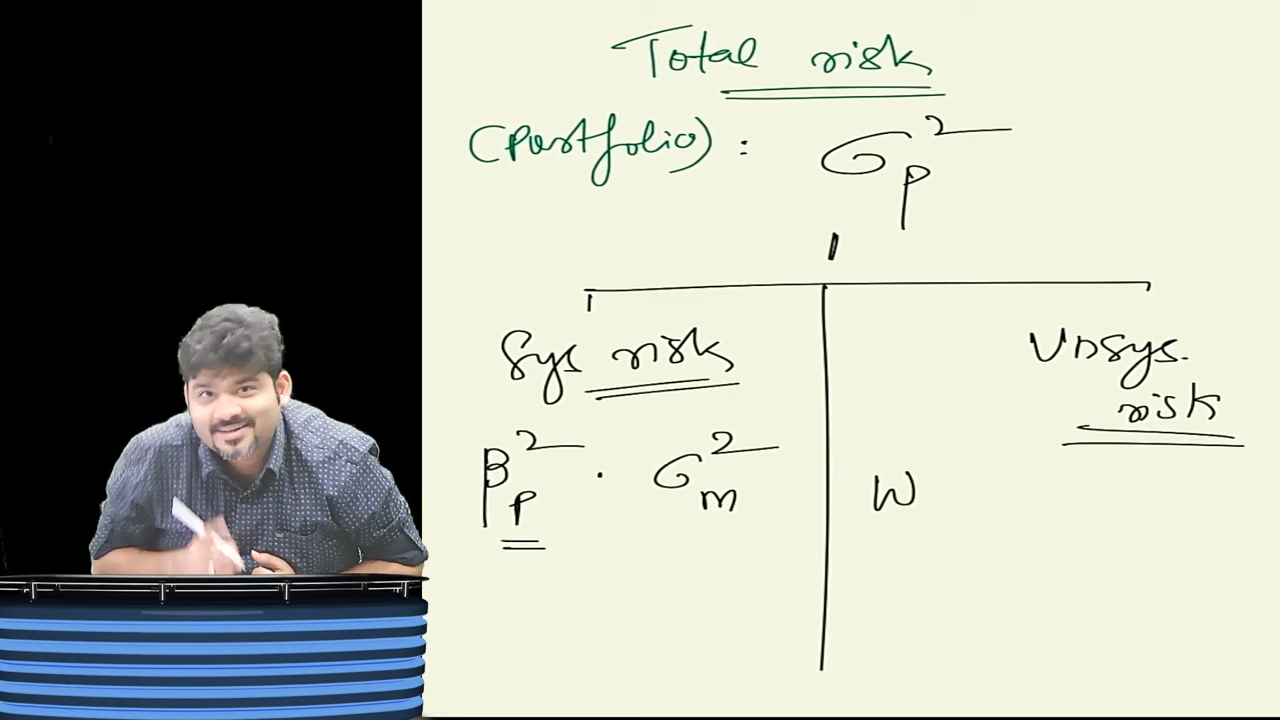 Total risk
(Portfolio) : σp²
Sys risk
Unsys. risk
βp² · σm²
W